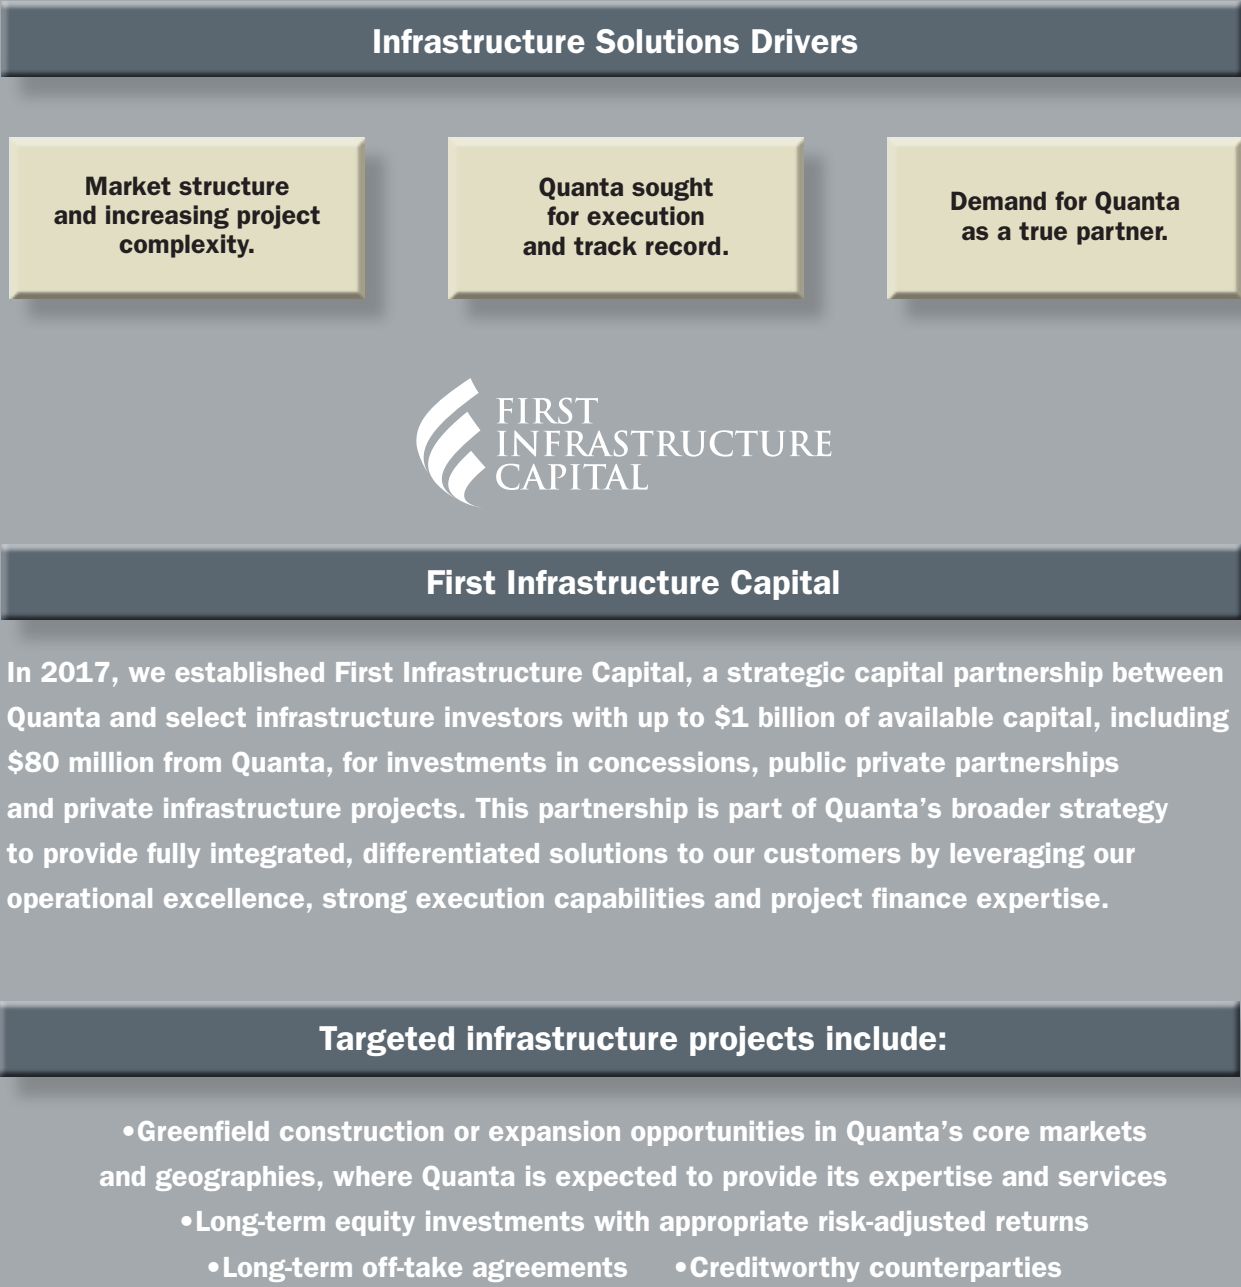 Infrastructure Solutions Drivers
Market structure
and increasing project
complexity.
Quanta sought
for execution
and track record.
Demand for Quanta
as a true partner.
FIRST
INFRASTRUCTURE
CAPITAL
First Infrastructure Capital
In 2017, we established First Infrastructure Capital, a strategic capital partnership between
Quanta and select infrastructure investors with up to $1 billion of available capital, including
$80 million from Quanta, for investments in concessions, public private partnerships
and private infrastructure projects. This partnership is part of Quanta’s broader strategy
to provide fully integrated, differentiated solutions to our customers by leveraging our
operational excellence, strong execution capabilities and project finance expertise.
Targeted infrastructure projects include:
•Greenfield construction or expansion opportunities in Quanta’s core markets
and geographies, where Quanta is expected to provide its expertise and services
•Long-term equity investments with appropriate risk-adjusted returns
•Long-term off-take agreements •Creditworthy counterparties